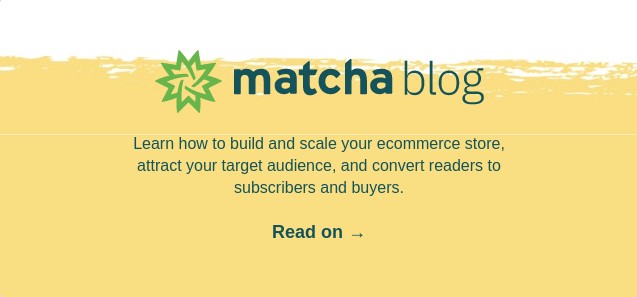 matcha blog
Learn how to build and scale your ecommerce store,
attract your target audience, and convert readers to
subscribers and buyers.
Read on →